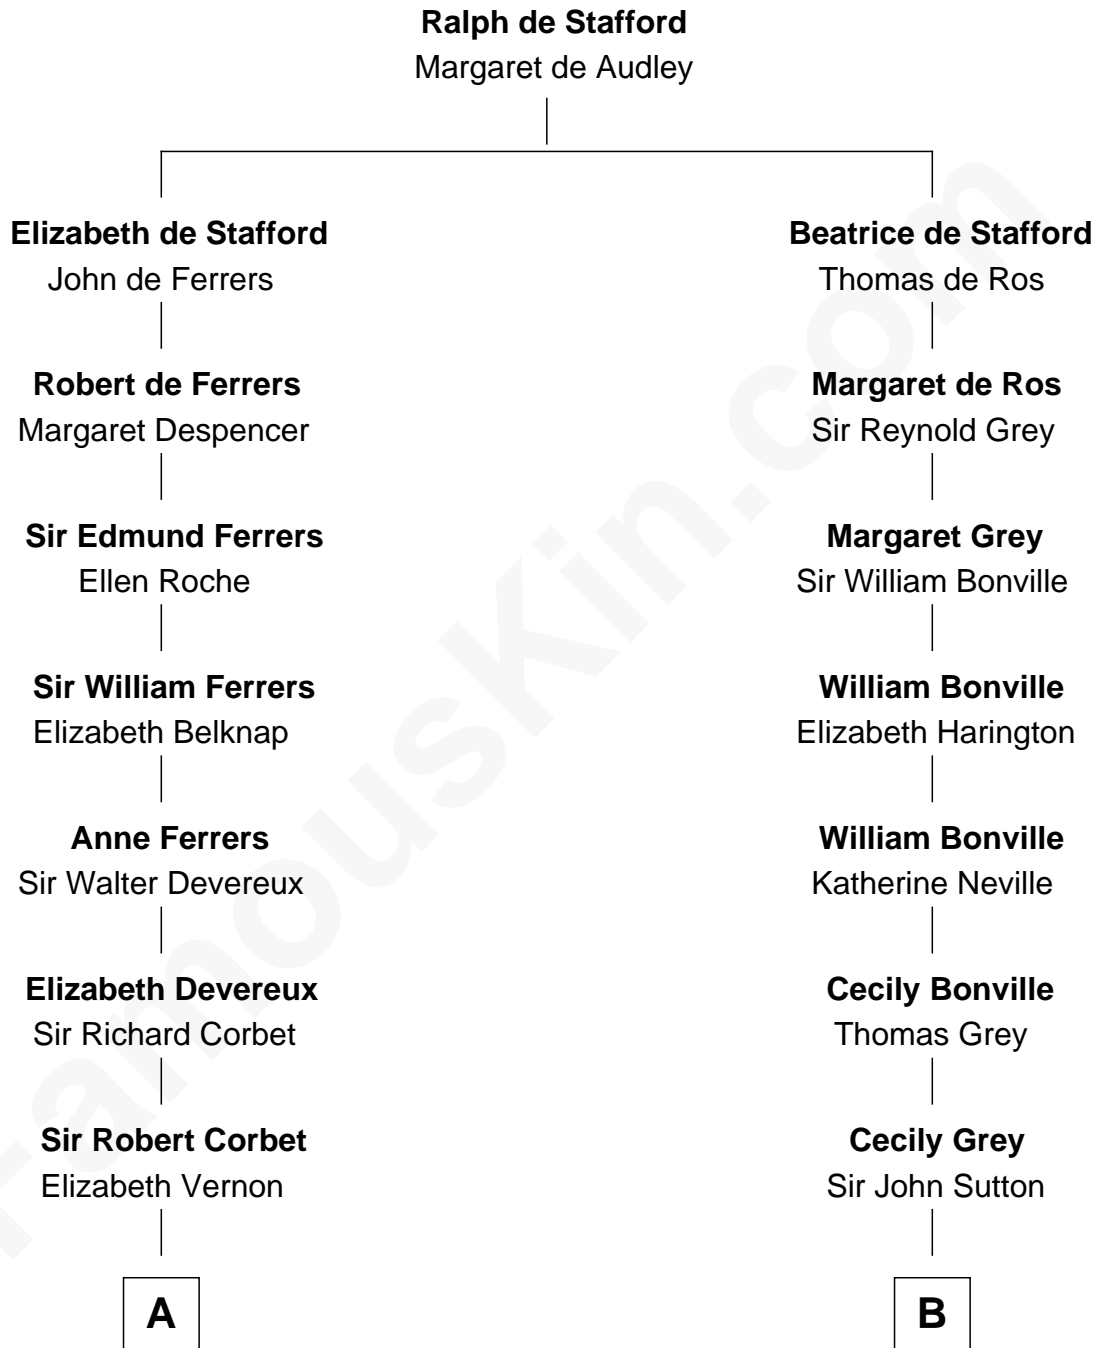 Ralph de Stafford
Margaret de Audley
Elizabeth de Stafford
John de Ferrers
Beatrice de Stafford
Thomas de Ros
Robert de Ferrers
Margaret Despencer
Margaret de Ros
Sir Reynold Grey
Sir Edmund Ferrers
Ellen Roche
Margaret Grey
Sir William Bonville
Sir William Ferrers
Elizabeth Belknap
William Bonville
Elizabeth Harington
Anne Ferrers
Sir Walter Devereux
William Bonville
Katherine Neville
Elizabeth Devereux
Sir Richard Corbet
Cecily Bonville
Thomas Grey
Sir Robert Corbet
Elizabeth Vernon
Cecily Grey
Sir John Sutton
A
B
FamousKin.com